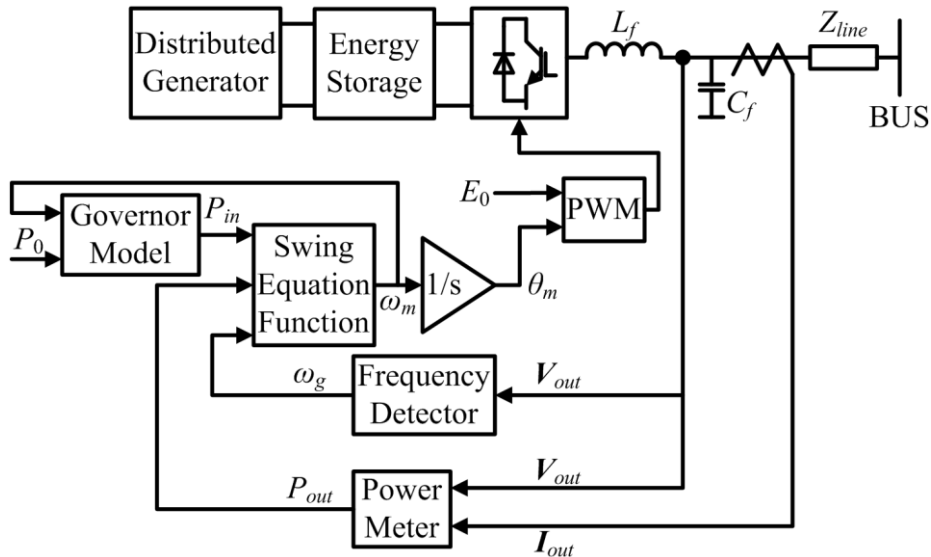 Distributed
Generator
Energy
Storage
L_f
Z_line
C_f
BUS
E_0
PWM
Governor
Model
P_0
P_in
Swing
Equation
Function
ω_m
1/s
θ_m
ω_g
Frequency
Detector
V_out
P_out
Power
Meter
V_out
I_out